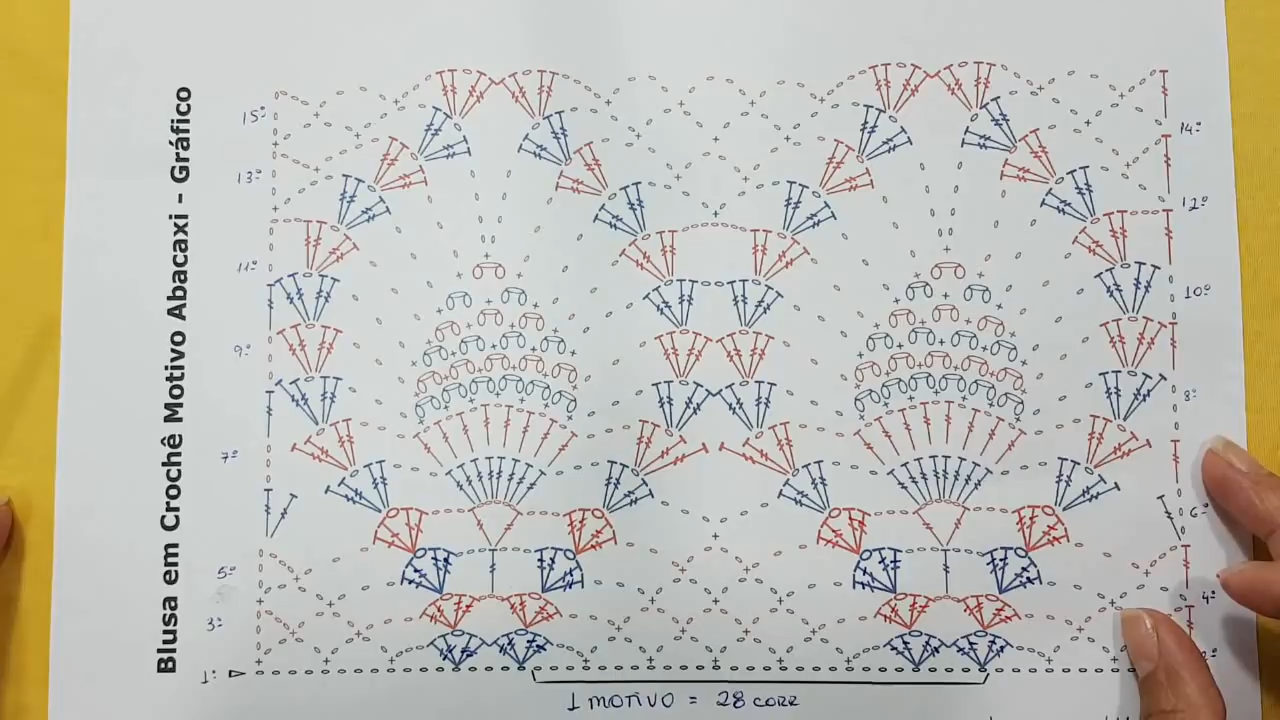 Blusa em Crochê Motivo Abacaxi - Gráfico
15º
14º
13º
12º
11º
10º
9º
8º
7º
6º
5º
4º
3º
1º
1 MOTIVO = 28 CORR